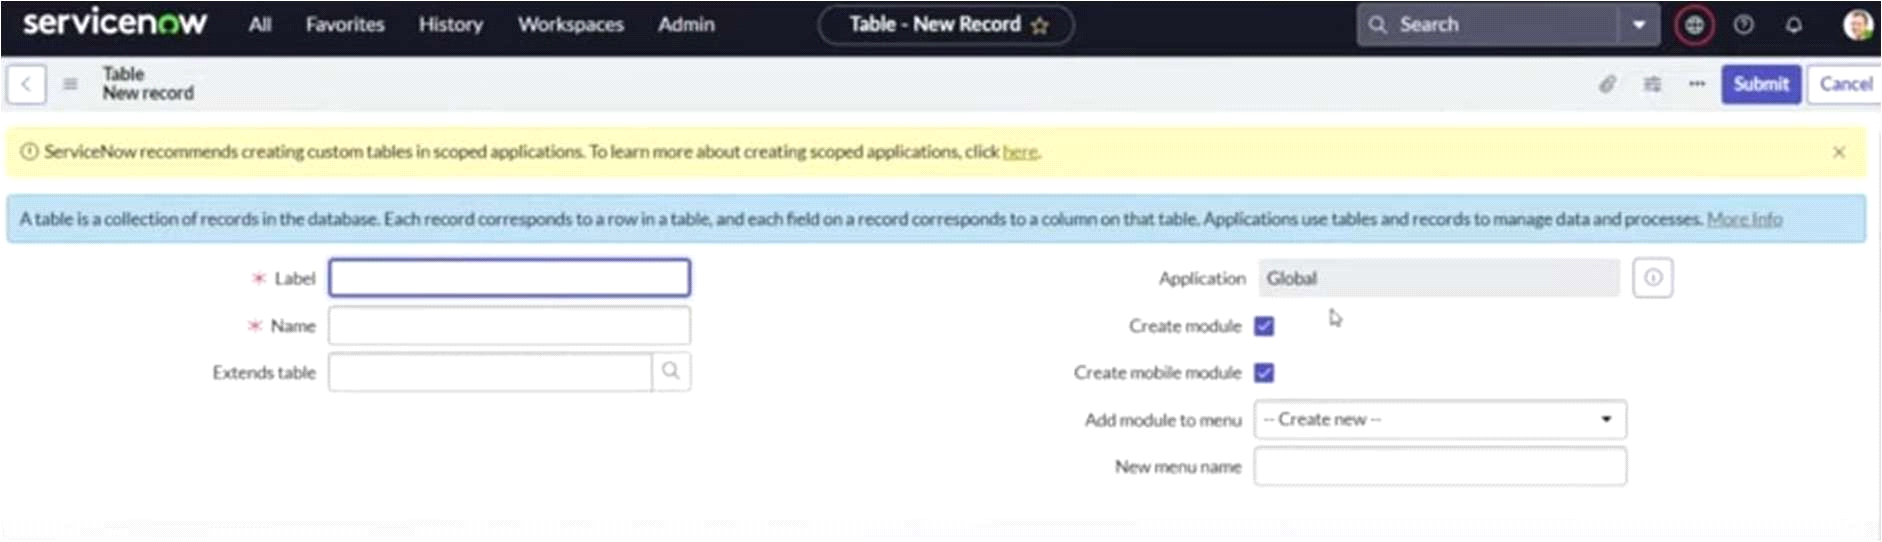 servicenow All Favorites History Workspaces Admin Table - New Record Search
Table
New record
Submit Cancel
ServiceNow recommends creating custom tables in scoped applications. To learn more about creating scoped applications, click here.
A table is a collection of records in the database. Each record corresponds to a row in a table, and each field on a record corresponds to a column on that table. Applications use tables and records to manage data and processes. More Info
* Label
Application Global
* Name
Create module
Extends table
Create mobile module
Add module to menu -- Create new --
New menu name